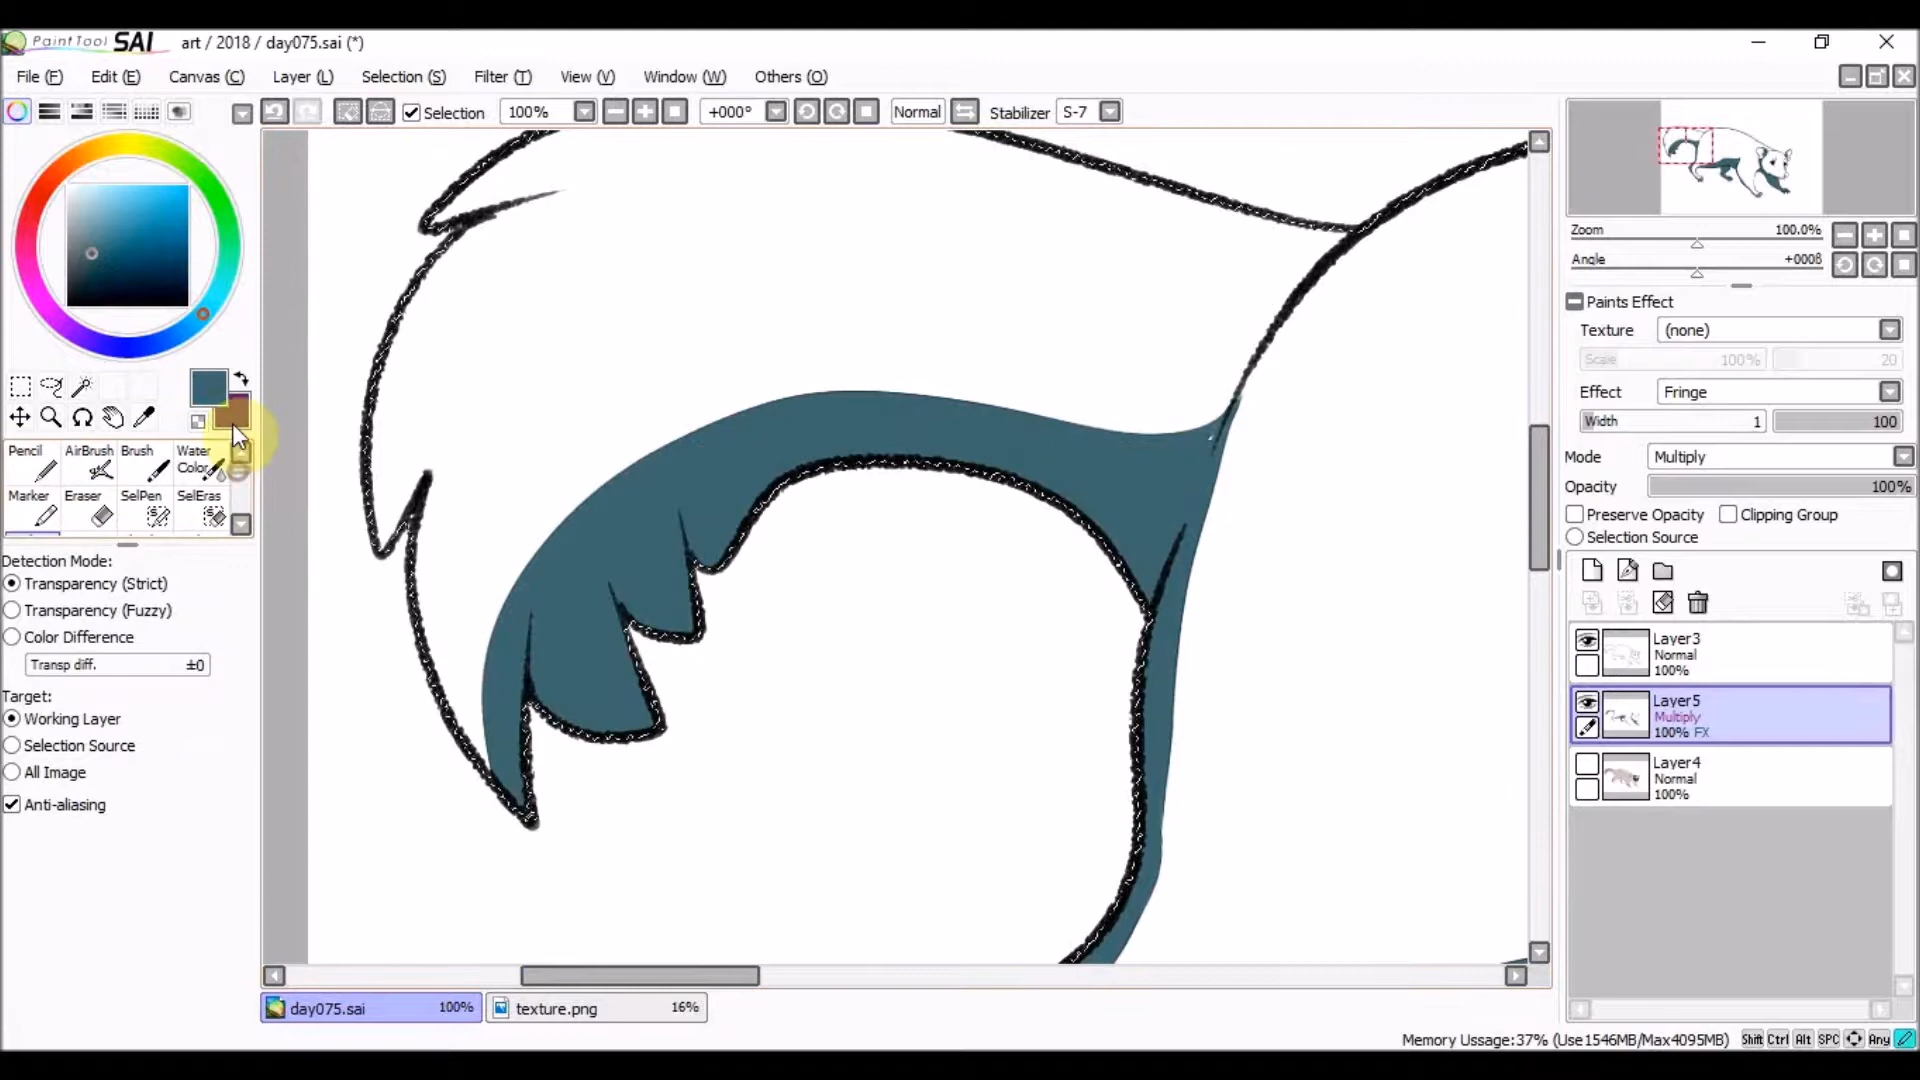 PaintTool SAI art / 2018 / day075.sai (*)
File (F) Edit (E) Canvas (C) Layer (L) Selection (S) Filter (T) View (V) Window (W) Others (O)
Selection 100% +000° Normal Stabilizer S-7
Zoom 100.0%
Angle +0008
Paints Effect
Texture (none)
Scale 100% 20
Effect Fringe
Width 1 100
Mode Multiply
Opacity 100%
Preserve Opacity Clipping Group
Selection Source
Pencil AirBrush Brush Water
Color
Marker Eraser SelPen SelEras
Detection Mode:
Transparency (Strict)
Transparency (Fuzzy)
Color Difference
Transp diff. ±0
Target:
Working Layer
Selection Source
All Image
Anti-aliasing
Layer3
Normal
100%
Layer5
Multiply
100% FX
Layer4
Normal
100%
day075.sai 100% texture.png 16%
Memory Ussage:37% (Use1546MB/Max4095MB) Shift Ctrl Alt SPC Any